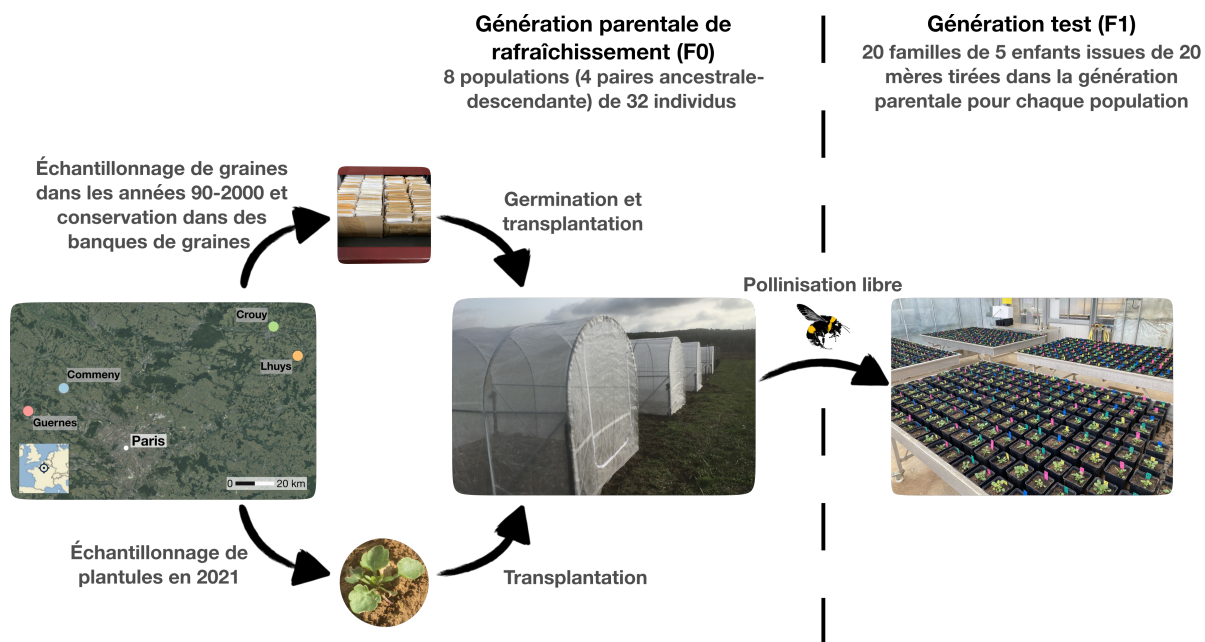 Génération parentale de
rafraîchissement (F0)
8 populations (4 paires ancestrale-
descendante) de 32 individus
Génération test (F1)
20 familles de 5 enfants issues de 20
mères tirées dans la génération
parentale pour chaque population
Échantillonnage de graines
dans les années 90-2000 et
conservation dans des
banques de graines
Germination et
transplantation
Pollinisation libre
Crouy
Lhuys
Commeny
Guernes
Paris
0 20 km
Échantillonnage de
plantules en 2021
Transplantation